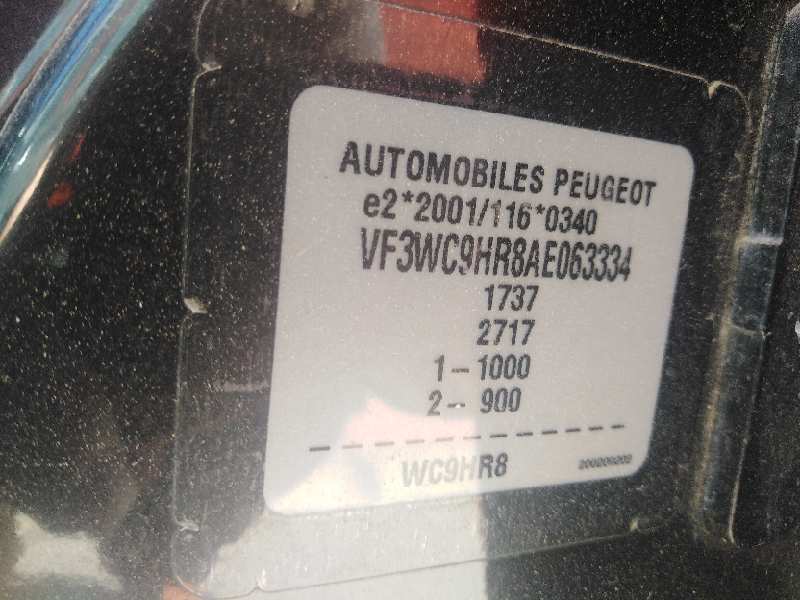 AUTOMOBILES PEUGEOT
e2*2001/116*0340
VF3WC9HR8AE063334
1737
2717
1 - 1000
2 - 900
WC9HR8